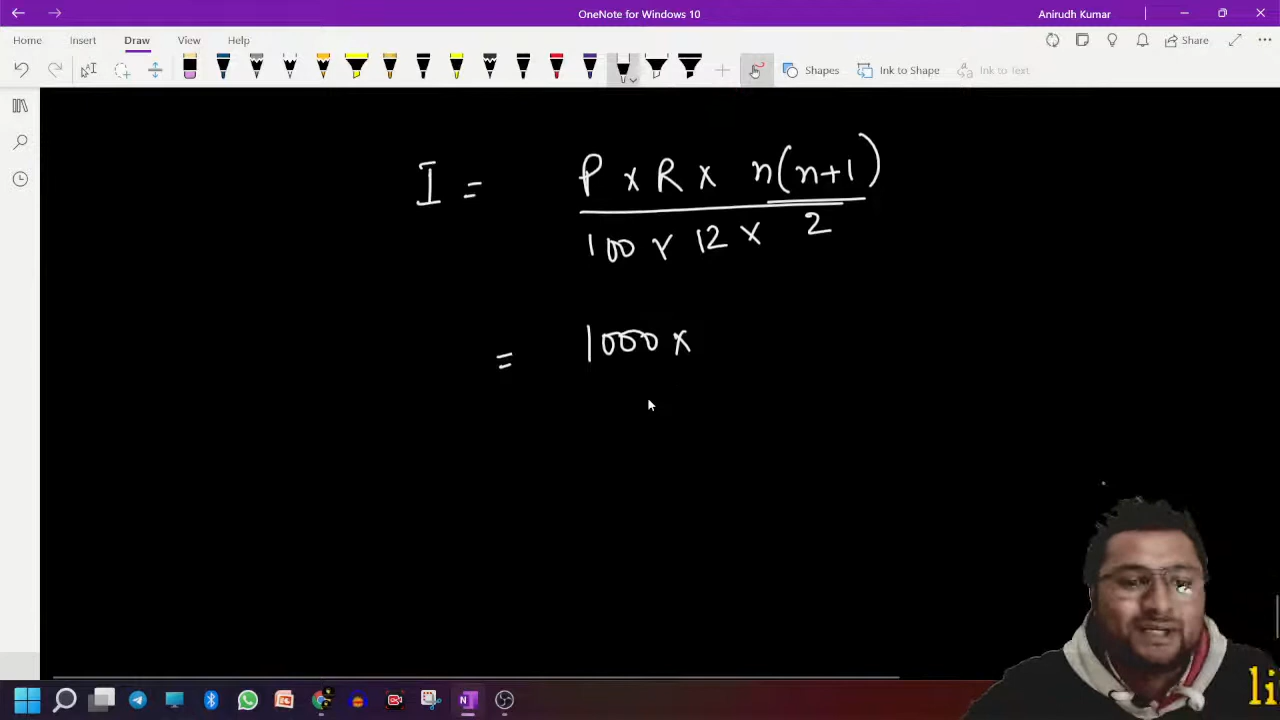 OneNote for Windows 10
Anirudh Kumar
Home Insert Draw View Help
Share
Shapes Ink to Shape Ink to Text
I = P x R x n(n+1)
100 x 12 x 2
= 1000 x
li